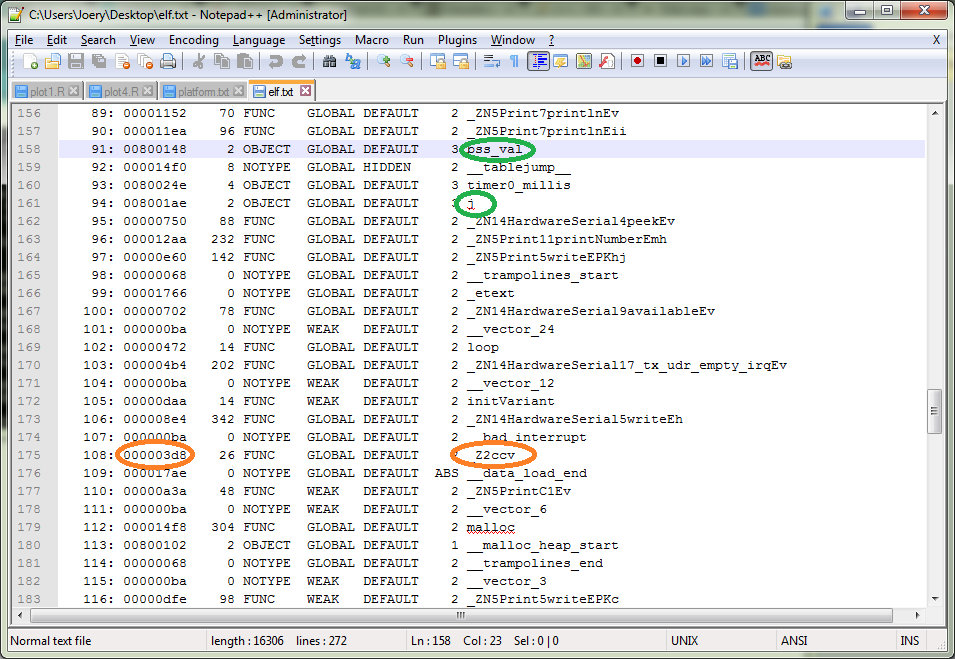 C:\Users\Joery\Desktop\elf.txt - Notepad++ [Administrator]
File Edit Search View Encoding Language Settings Macro Run Plugins Window ? X
plot1.R plot4.R platform.txt elf.txt
156 89: 00001152 70 FUNC GLOBAL DEFAULT 2 _ZN5Print7printlnEv
157 90: 000011ea 96 FUNC GLOBAL DEFAULT 2 _ZN5Print7printlnEii
158 91: 00800148 2 OBJECT GLOBAL DEFAULT 3 bss_val
159 92: 000014f0 8 NOTYPE GLOBAL HIDDEN 2 __tablejump__
160 93: 0080024e 4 OBJECT GLOBAL DEFAULT 3 timer0_millis
161 94: 008001ae 2 OBJECT GLOBAL DEFAULT 3 j
162 95: 00000750 88 FUNC GLOBAL DEFAULT 2 _ZN14HardwareSerial4peekEv
163 96: 000012aa 232 FUNC GLOBAL DEFAULT 2 _ZN5Print11printNumberEmh
164 97: 00000e60 142 FUNC GLOBAL DEFAULT 2 _ZN5Print5writeEPKhj
165 98: 00000068 0 NOTYPE GLOBAL DEFAULT 2 __trampolines_start
166 99: 00001766 0 NOTYPE GLOBAL DEFAULT 2 _etext
167 100: 00000702 78 FUNC GLOBAL DEFAULT 2 _ZN14HardwareSerial9availableEv
168 101: 000000ba 0 NOTYPE WEAK DEFAULT 2 __vector_24
169 102: 00000472 14 FUNC GLOBAL DEFAULT 2 loop
170 103: 000004b4 202 FUNC GLOBAL DEFAULT 2 _ZN14HardwareSerial17_tx_udr_empty_irqEv
171 104: 000000ba 0 NOTYPE WEAK DEFAULT 2 __vector_12
172 105: 00000daa 14 FUNC WEAK DEFAULT 2 initVariant
173 106: 000008e4 342 FUNC GLOBAL DEFAULT 2 _ZN14HardwareSerial5writeEh
174 107: 000000ba 0 NOTYPE GLOBAL DEFAULT 2 __bad_interrupt
175 108: 000003d8 26 FUNC GLOBAL DEFAULT 2 _Z2ccv
176 109: 000017ae 0 NOTYPE GLOBAL DEFAULT ABS __data_load_end
177 110: 00000a3a 48 FUNC WEAK DEFAULT 2 _ZN5PrintC1Ev
178 111: 000000ba 0 NOTYPE WEAK DEFAULT 2 __vector_6
179 112: 000014f8 304 FUNC GLOBAL DEFAULT 2 malloc
180 113: 00800102 2 OBJECT GLOBAL DEFAULT 1 __malloc_heap_start
181 114: 00000068 0 NOTYPE GLOBAL DEFAULT 2 __trampolines_end
182 115: 000000ba 0 NOTYPE WEAK DEFAULT 2 __vector_3
183 116: 00000dfe 98 FUNC WEAK DEFAULT 2 _ZN5Print5writeEPKc
Normal text file length : 16306 lines : 272 Ln : 158 Col : 23 Sel : 0 | 0 UNIX ANSI INS